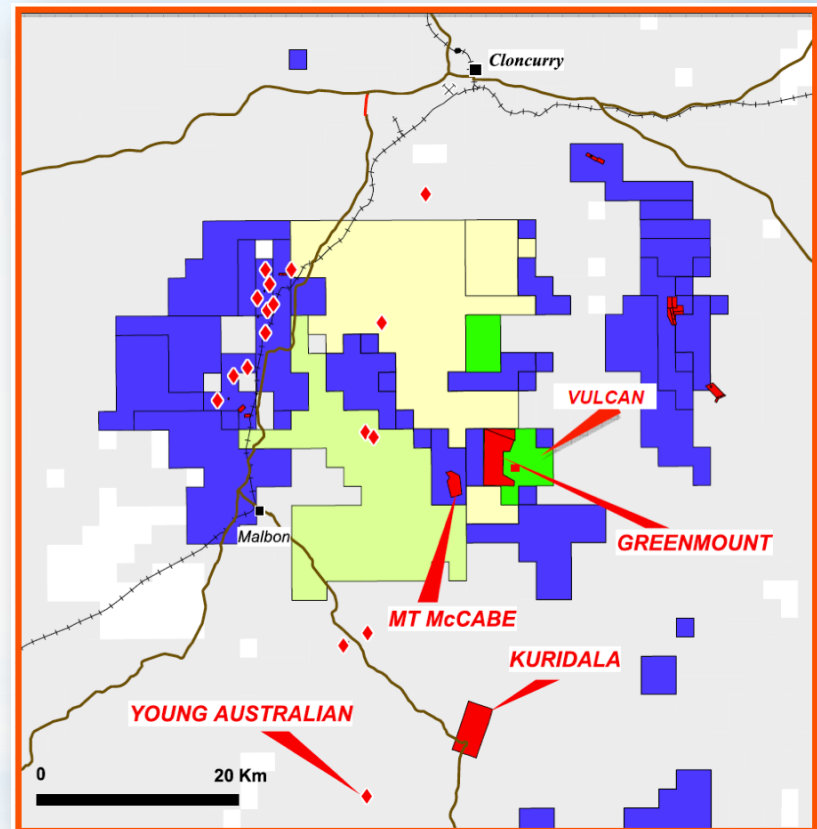 Cloncurry
VULCAN
Malbon
GREENMOUNT
MT McCABE
KURIDALA
YOUNG AUSTRALIAN
0 20 Km